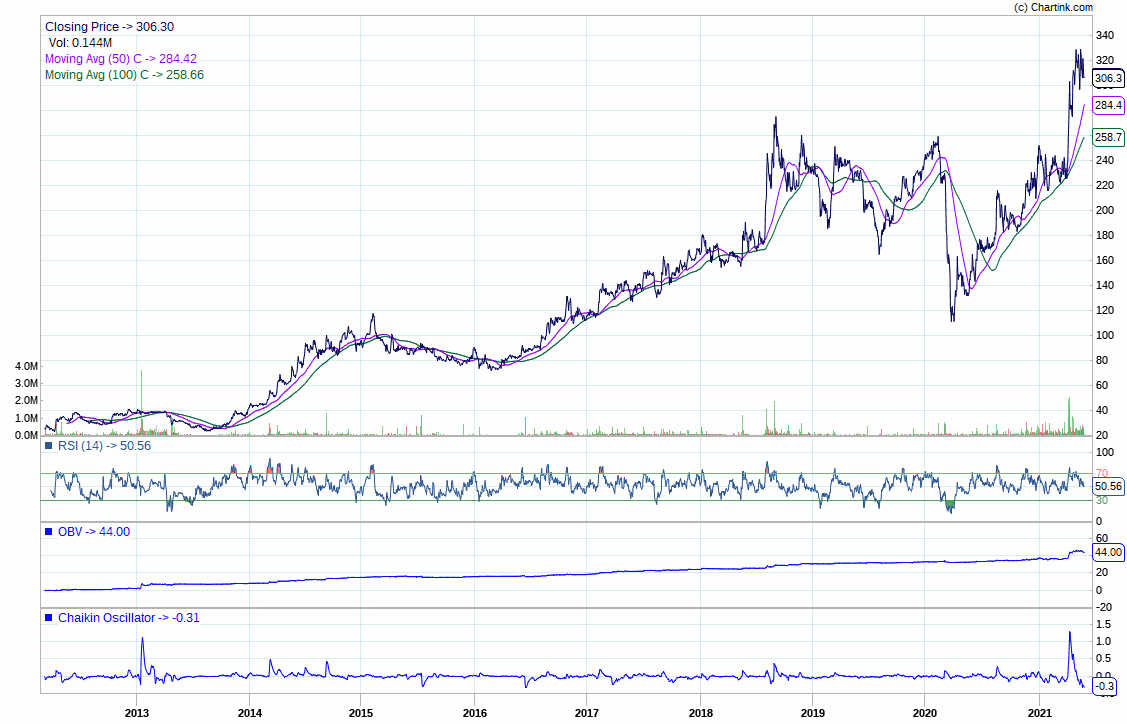 (c) Chartink.com
Closing Price -> 306.30
Vol: 0.144M
Moving Avg (50) C -> 284.42
Moving Avg (100) C -> 258.66
340
320
306.3
284.4
258.7
240
220
200
180
160
140
120
100
80
60
40
20
4.0M
3.0M
2.0M
1.0M
0.0M
RSI (14) -> 50.56
100
70
50.56
30
0
OBV -> 44.00
60
44.00
20
0
-20
Chaikin Oscillator -> -0.31
1.5
1.0
0.5
0.0
-0.3
2013 2014 2015 2016 2017 2018 2019 2020 2021